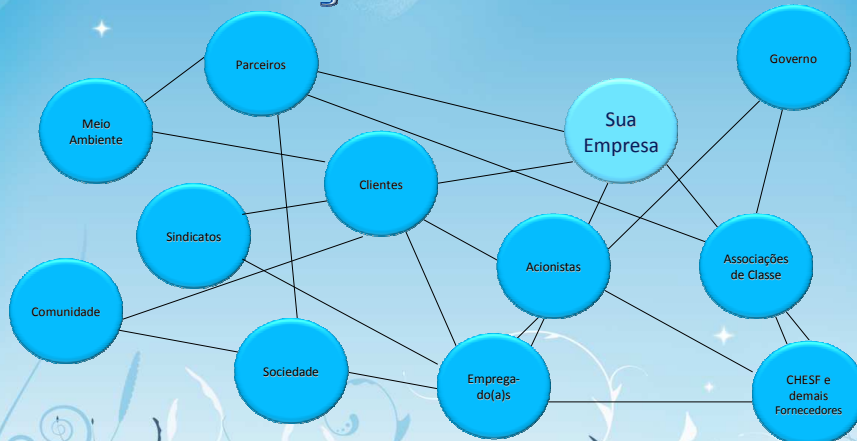 Parceiros
Governo
Sua
Empresa
Meio
Ambiente
Clientes
Sindicatos
Acionistas
Associações
de Classe
Comunidade
Sociedade
Emprega-
do(a)s
CHESF e
demais
Fornecedores